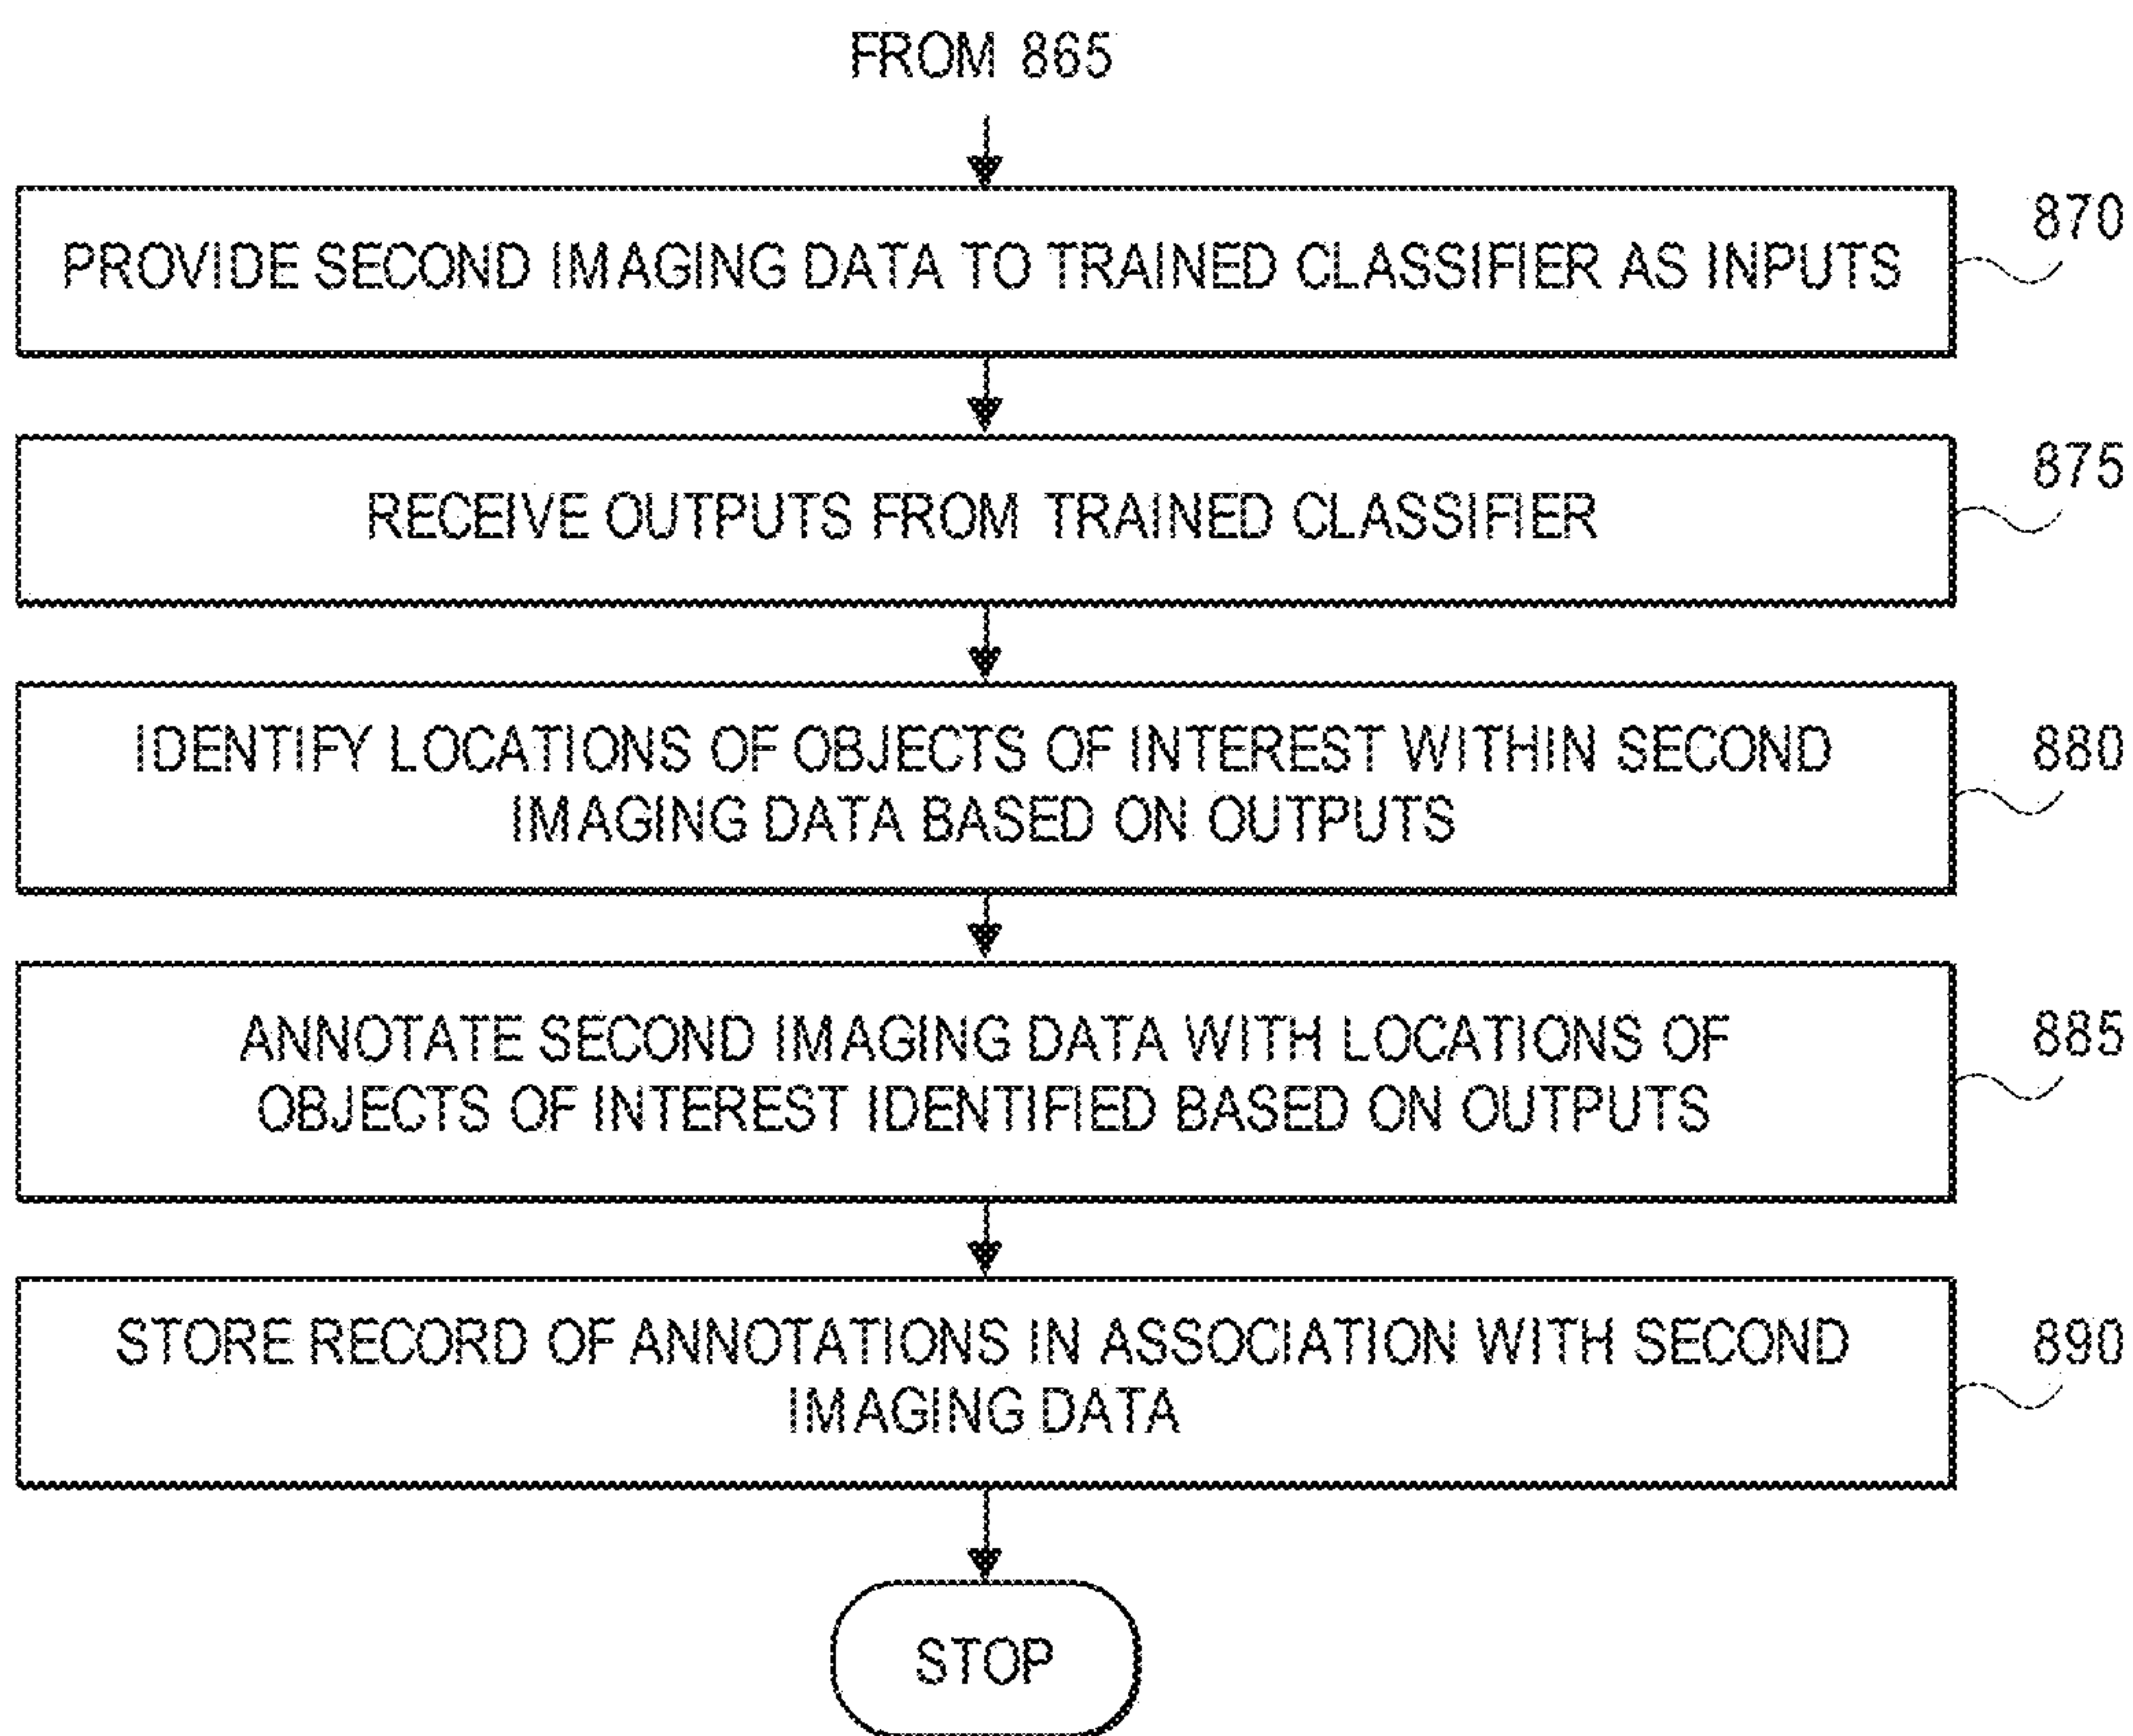 FROM 865
870
PROVIDE SECOND IMAGING DATA TO TRAINED CLASSIFIER AS INPUTS
875
RECEIVE OUTPUTS FROM TRAINED CLASSIFIER
880
IDENTIFY LOCATIONS OF OBJECTS OF INTEREST WITHIN SECOND
IMAGING DATA BASED ON OUTPUTS
885
ANNOTATE SECOND IMAGING DATA WITH LOCATIONS OF
OBJECTS OF INTEREST IDENTIFIED BASED ON OUTPUTS
890
STORE RECORD OF ANNOTATIONS IN ASSOCIATION WITH SECOND
IMAGING DATA
STOP